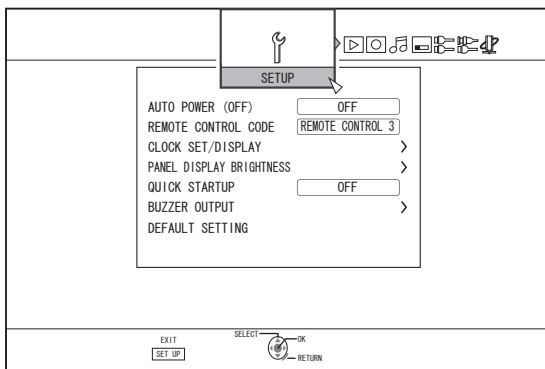 SETUP
AUTO POWER (OFF) OFF
REMOTE CONTROL CODE REMOTE CONTROL 3
CLOCK SET/DISPLAY
PANEL DISPLAY BRIGHTNESS
QUICK STARTUP OFF
BUZZER OUTPUT
DEFAULT SETTING
EXIT
SET UP
SELECT
OK
RETURN